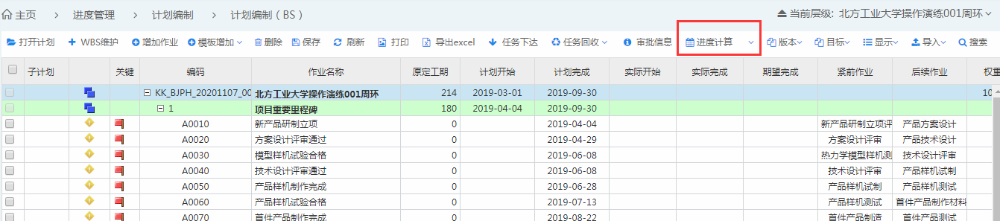 主页 > 进度管理 > 计划编制 > 计划编制（BS） 当前层级: 北方工业大学操作演练001周环
打开计划 WBS维护 增加作业 模板增加 删除 保存 刷新 打印 导出excel 任务下达 任务回收 审批信息 进度计算 版本 目标 显示 导入 搜索
子计划 关键 编码 作业名称 原定工期 计划开始 计划完成 实际开始 实际完成 期望完成 紧前作业 后续作业 权重
KK_BJPH_20201107_00 北方工业大学操作演练001周环 214 2019-03-01 2019-09-30 10
1 项目重要里程碑 180 2019-04-04 2019-09-30
A0010 新产品研制立项 0 2019-04-04 新产品研制立项评 产品方案设计
A0020 方案设计评审通过 0 2019-04-29 方案设计评审 产品技术设计
A0030 模型样机试验合格 0 2019-06-08 热力学模型样机测 技术设计评审
A0040 技术设计评审通过 0 2019-06-08 技术设计评审 产品样机试制
A0050 产品样机制作完成 0 2019-06-28 产品样机试制 产品样机测试
A0060 产品样机试验合格 0 2019-07-13 产品样机测试 首件产品制作材料
A0070 首件产品制作完成 0 2019-08-22 首件产品制造 首件产品测试